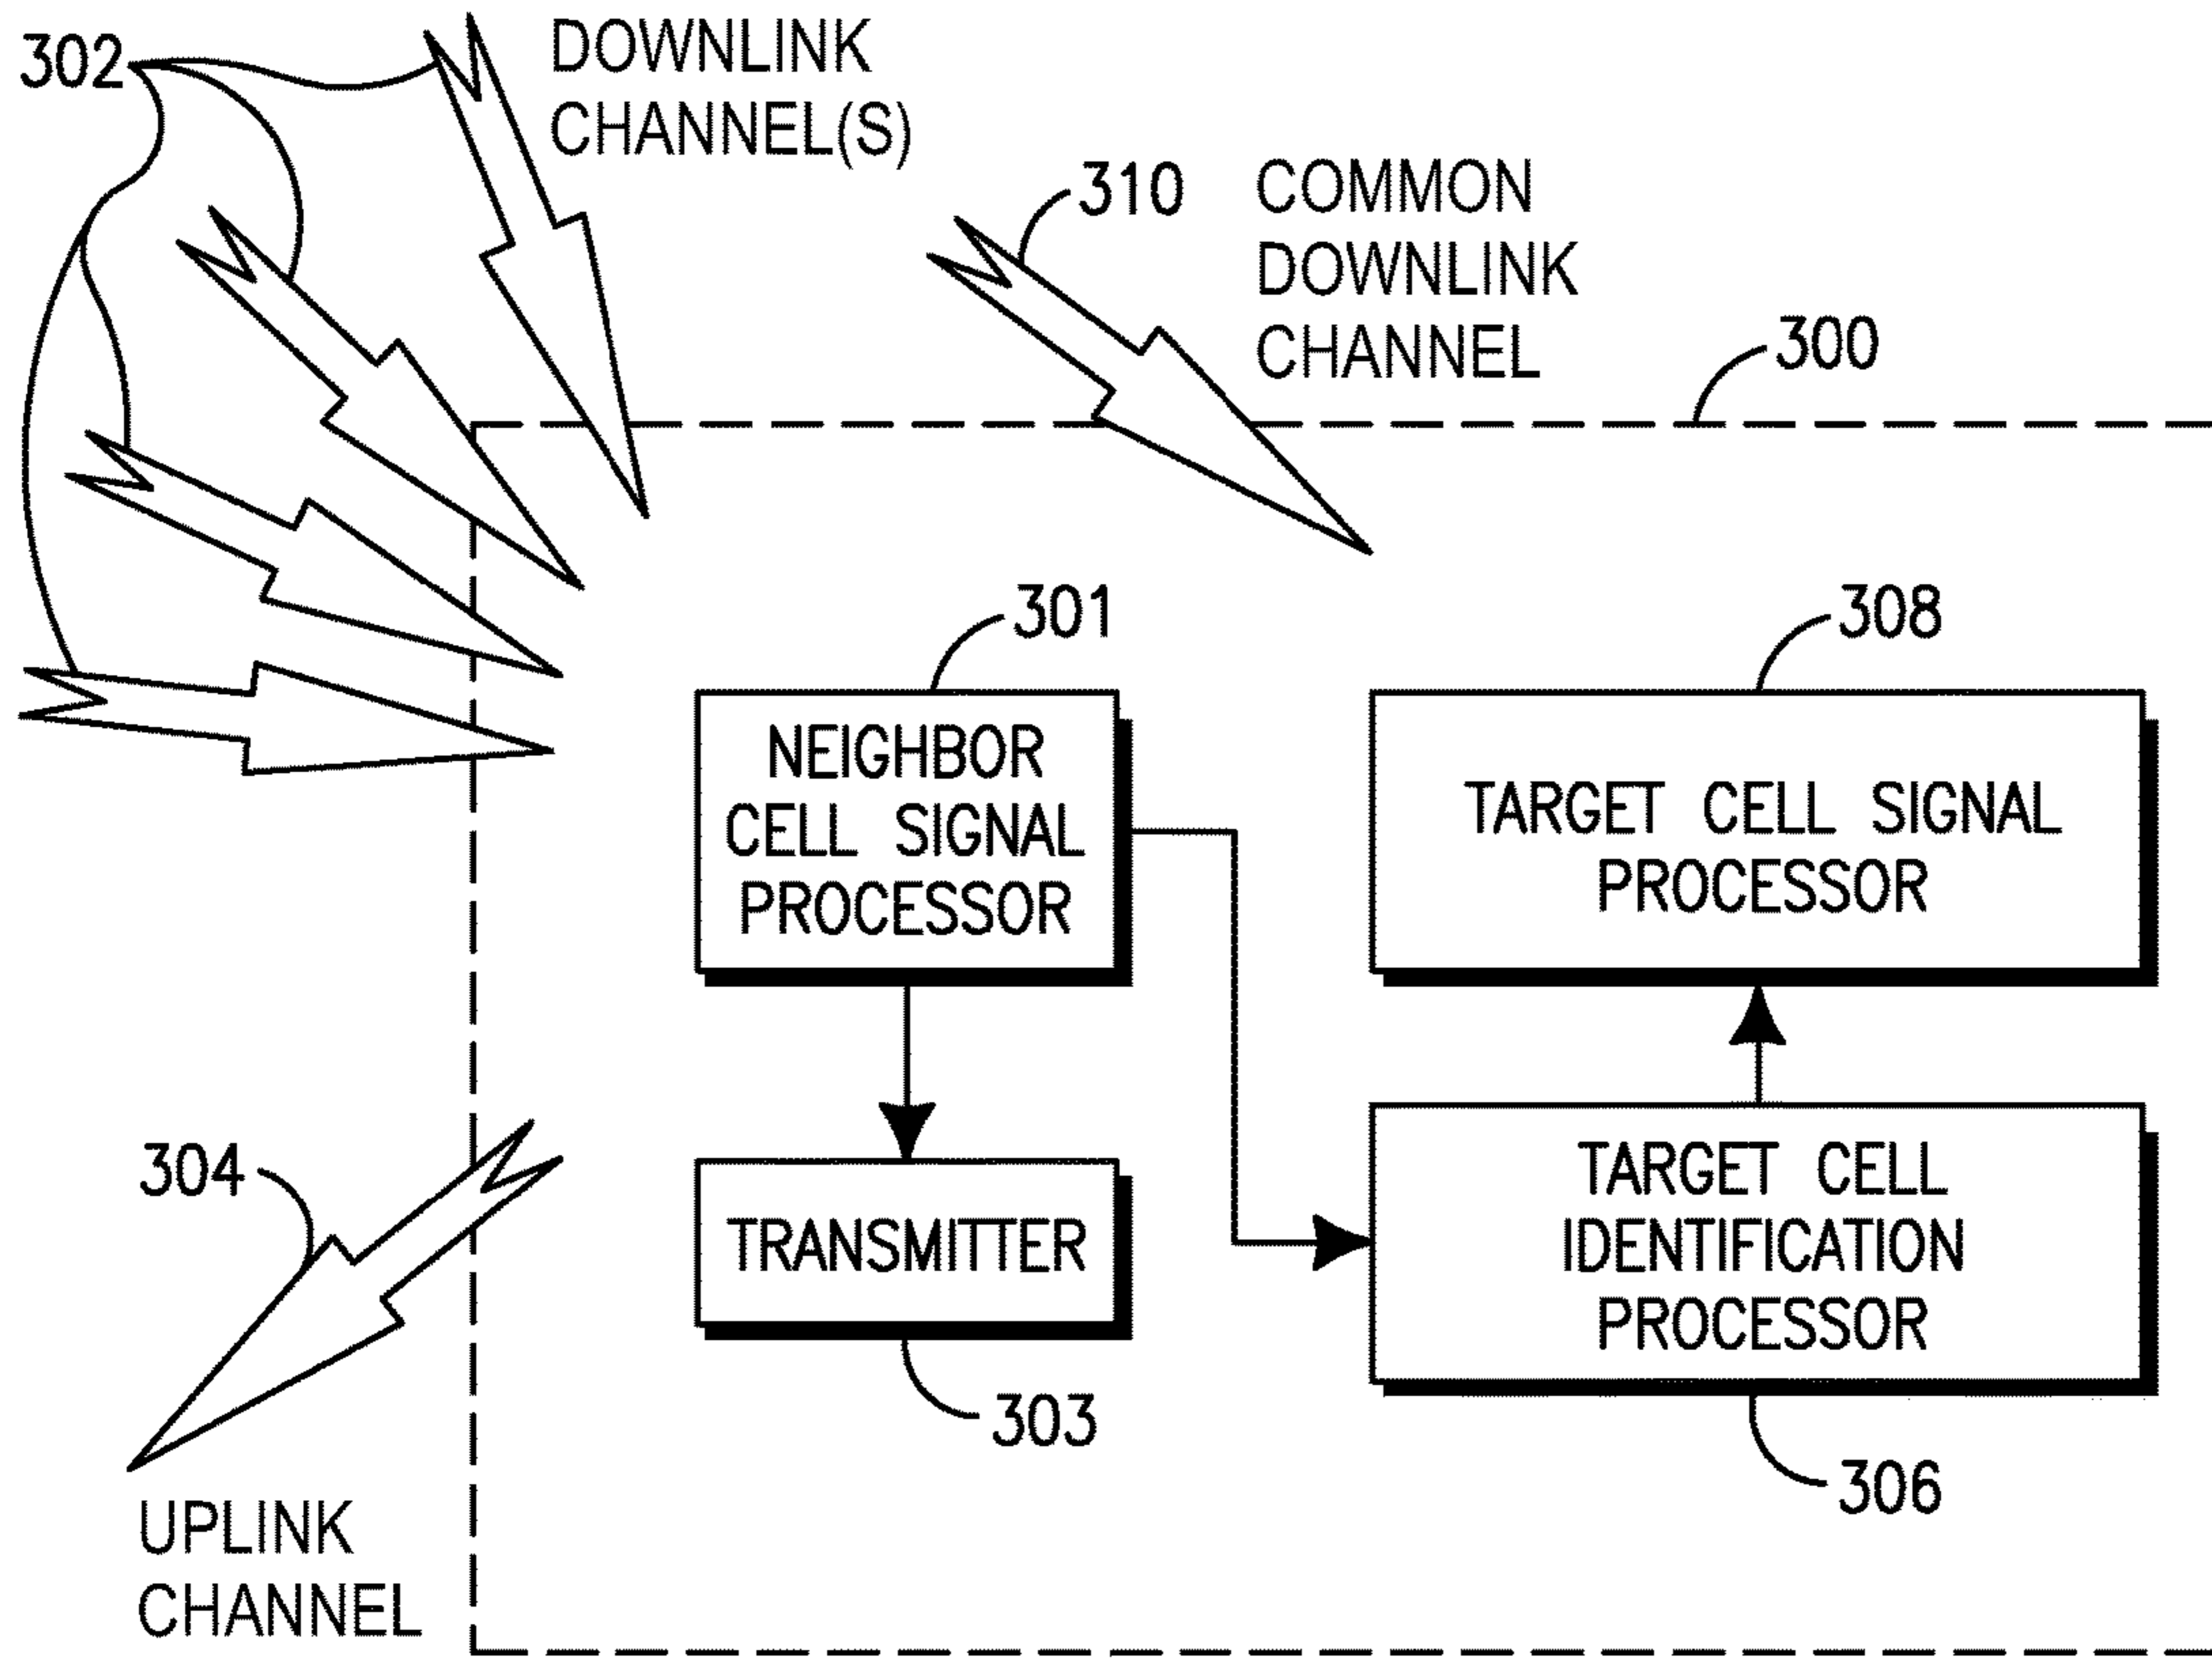 302
DOWNLINK
CHANNEL(S)
310
COMMON
DOWNLINK
CHANNEL
300
301
308
NEIGHBOR
CELL SIGNAL
PROCESSOR
TARGET CELL SIGNAL
PROCESSOR
304
TRANSMITTER
TARGET CELL
IDENTIFICATION
PROCESSOR
303
306
UPLINK
CHANNEL